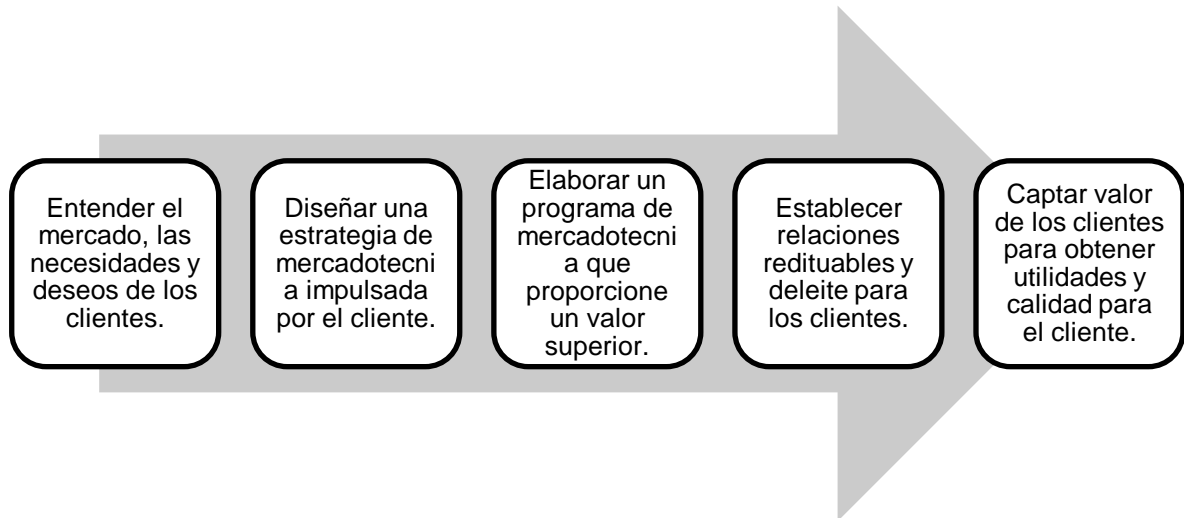 Entender el
mercado, las
necesidades y
deseos de los
clientes.
Diseñar una
estrategia de
mercadotecni
a impulsada
por el cliente.
Elaborar un
programa de
mercadotecni
a que
proporcione
un valor
superior.
Establecer
relaciones
redituables y
deleite para
los clientes.
Captar valor
de los clientes
para obtener
utilidades y
calidad para
el cliente.